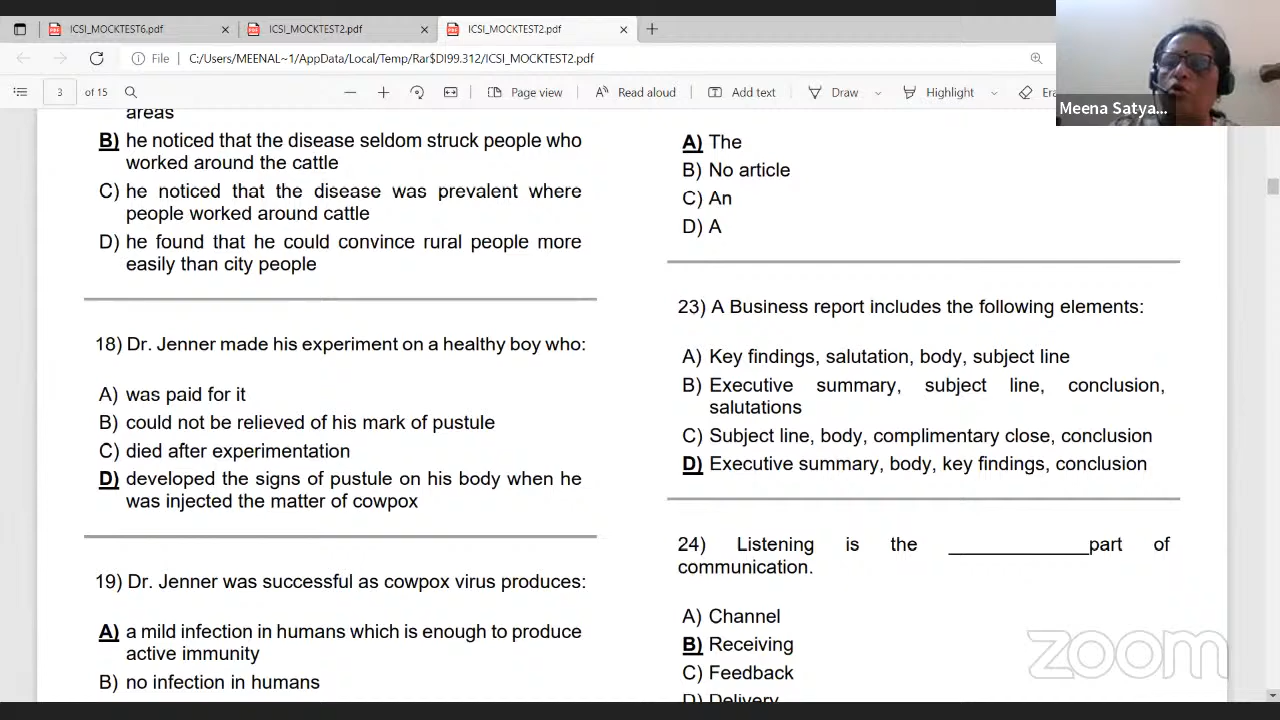 ICSI_MOCKTEST6.pdf
ICSI_MOCKTEST2.pdf
ICSI_MOCKTEST2.pdf
File
C:/Users/MEENAL~1/AppData/Local/Temp/Rar$DI99.312/ICSI_MOCKTEST2.pdf
3 of 15
Page view
Read aloud
Add text
Draw
Highlight
Era
Meena Satya...
areas
B) he noticed that the disease seldom struck people who
worked around the cattle
C) he noticed that the disease was prevalent where
people worked around cattle
D) he found that he could convince rural people more
easily than city people
18) Dr. Jenner made his experiment on a healthy boy who:
A) was paid for it
B) could not be relieved of his mark of pustule
C) died after experimentation
D) developed the signs of pustule on his body when he
was injected the matter of cowpox
19) Dr. Jenner was successful as cowpox virus produces:
A) a mild infection in humans which is enough to produce
active immunity
B) no infection in humans
A) The
B) No article
C) An
D) A
23) A Business report includes the following elements:
A) Key findings, salutation, body, subject line
B) Executive summary, subject line, conclusion,
salutations
C) Subject line, body, complimentary close, conclusion
D) Executive summary, body, key findings, conclusion
24) Listening is the _____________part of
communication.
A) Channel
B) Receiving
C) Feedback
D) Delivery
zoom